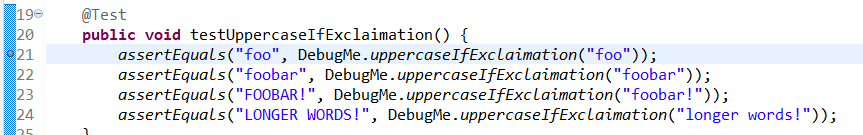 19 @Test
20 public void testUppercaseIfExclaimation() {
21 assertEquals("foo", DebugMe.uppercaseIfExclaimation("foo"));
22 assertEquals("foobar", DebugMe.uppercaseIfExclaimation("foobar"));
23 assertEquals("FOOBAR!", DebugMe.uppercaseIfExclaimation("foobar!"));
24 assertEquals("LONGER WORDS!", DebugMe.uppercaseIfExclaimation("longer words!"));
25 }